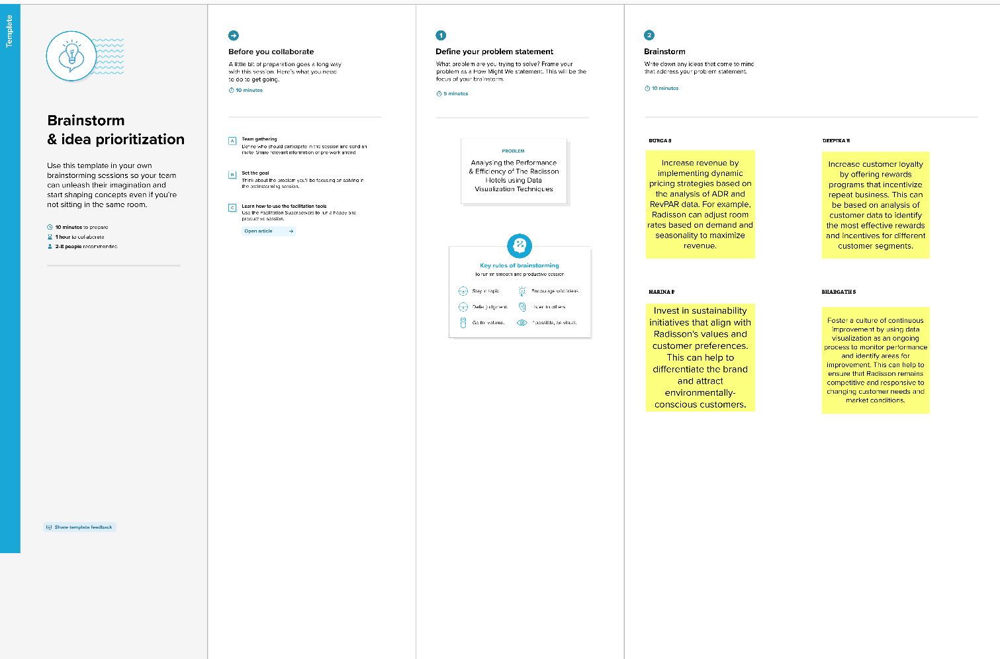 Template
Brainstorm
& idea prioritization
Use this template in your own
brainstorming sessions so your team
can unleash their imagination and
start shaping concepts even if you're
not sitting in the same room.
10 minutes to prepare
1 hour to collaborate
2-8 people recommended
Share template feedback
Before you collaborate
A little bit of preparation goes a long way
with this session. Here's what you need
to do to get going.
10 minutes
A
Team gathering
Define who should participate in the session and send an
invite. Share relevant information or pre-work ahead.
B
Set the goal
Think about the problem you'll be focusing on solving in
the brainstorming session.
C
Learn how to use the facilitation tools
Use the Facilitation Superpowers to run a happy and
productive session.
Open article
1
Define your problem statement
What problem are you trying to solve? Frame your
problem as a How Might We statement. This will be the
focus of your brainstorm.
5 minutes
PROBLEM
Analysing the Performance
& Efficiency of The Radisson
Hotels using Data
Visualization Techniques
Key rules of brainstorming
To run an smooth and productive session
Stay in topic.
Encourage wild ideas.
Defer judgment.
Listen to others.
Go for volume.
If possible, be visual.
2
Brainstorm
Write down any ideas that come to mind
that address your problem statement.
10 minutes
DURGA S
Increase revenue by
implementing dynamic
pricing strategies based on
the analysis of ADR and
RevPAR data. For example,
Radisson can adjust room
rates based on demand and
seasonality to maximize
revenue.
DEEPIKA R
Increase customer loyalty
by offering rewards
programs that incentivize
repeat business. This can
be based on analysis of
customer data to identify
the most effective rewards
and incentives for different
customer segments.
HARINA P
Invest in sustainability
initiatives that align with
Radisson's values and
customer preferences.
This can help to
differentiate the brand
and attract
environmentally-
conscious customers.
BHARGATH S
Foster a culture of continuous
improvement by using data
visualization as an ongoing
process to monitor performance
and identify areas for
improvement. This can help to
ensure that Radisson remains
competitive and responsive to
changing customer needs and
market conditions.